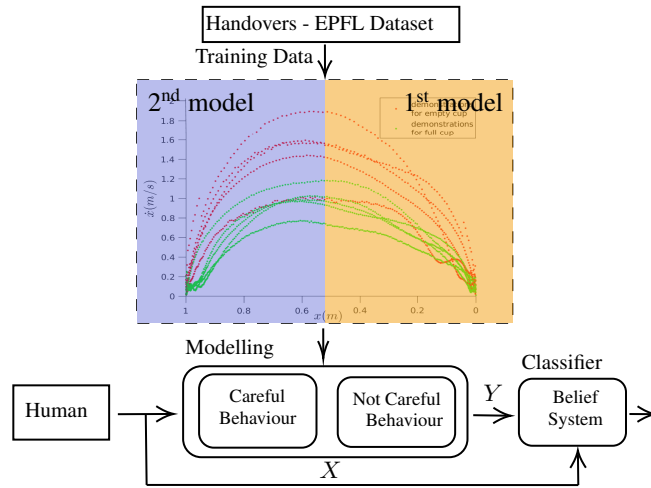 Handovers - EPFL Dataset
Training Data
2nd model
1st model
demonstrations
for empty cup
demonstrations
for full cup
2
1.8
1.6
1.4
1.2
1
0.8
0.6
0.4
0.2
0
ẋ(m/s)
1
0.8
0.6
0.4
0.2
0
x(m)
Modelling
Classifier
Human
Careful
Behaviour
Not Careful
Behaviour
Y
Belief
System
X